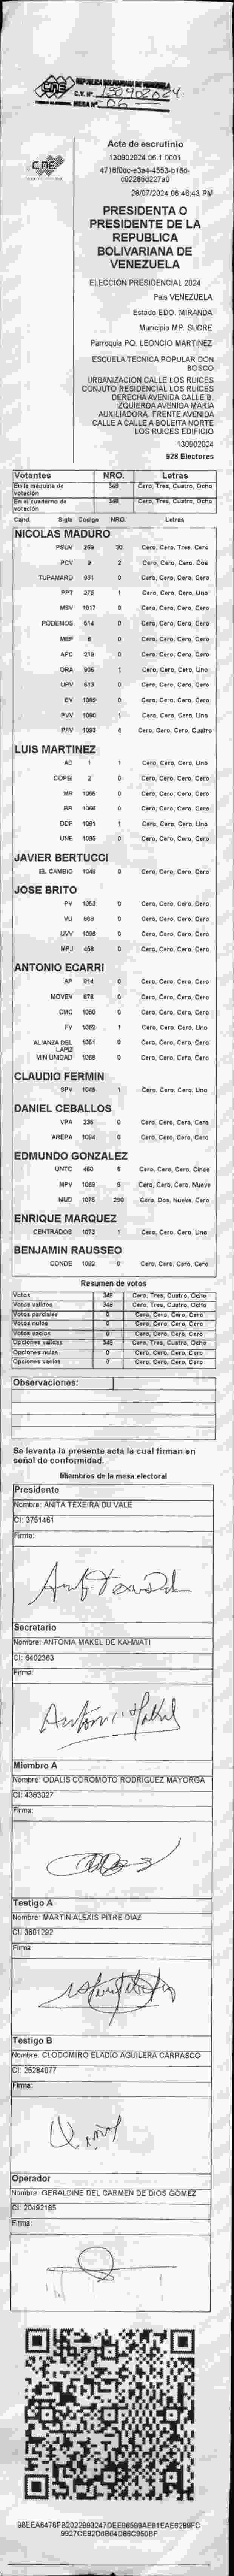 CNE
REPUBLICA BOLIVARIANA DE VENEZUELA
C.V. Nº 130902024.
MESA Nº 06
CNE
Acta de escrutinio
130902024.06.1.0001
28/07/2024 06:46:43 PM
PRESIDENTA O
PRESIDENTE DE LA
REPUBLICA
BOLIVARIANA DE
VENEZUELA
ELECCIÓN PRESIDENCIAL 2024
País VENEZUELA
Estado EDO. MIRANDA
Municipio MP. SUCRE
Parroquia PQ. LEONCIO MARTINEZ
ESCUELA TECNICA POPULAR DON
BOSCO
URBANIZACION CALLE LOS RUICES
CONJUTO RESIDENCIAL LOS RUICES
DERECHA AVENIDA CALLE B.
IZQUIERDA AVENIDA MARIA
AUXILIADORA. FRENTE AVENIDA
CALLE A CALLE A BOLEITA NORTE
LOS RUICES EDIFICIO
130902024
928 Electores
Votantes NRO. Letras
En la maquina de votación 348 Cero, Tres, Cuatro, Ocho
En el cuaderno de votación 348 Cero, Tres, Cuatro, Ocho
Cand. Sigla Código NRO. Letras
NICOLAS MADURO
PSUV 269 30 Cero, Cero, Tres, Cero
PCV 9 2 Cero, Cero, Cero, Dos
TUPAMARO 931 0 Cero, Cero, Cero, Cero
PPT 275 1 Cero, Cero, Cero, Uno
MSV 1017 0 Cero, Cero, Cero, Cero
PODEMOS 514 0 Cero, Cero, Cero, Cero
MEP 6 0 Cero, Cero, Cero, Cero
APC 219 0 Cero, Cero, Cero, Cero
ORA 906 1 Cero, Cero, Cero, Uno
UPV 613 0 Cero, Cero, Cero, Cero
EV 1089 0 Cero, Cero, Cero, Cero
PVV 1090 1 Cero, Cero, Cero, Uno
PFV 1093 4 Cero, Cero, Cero, Cuatro
LUIS MARTINEZ
AD 1 1 Cero, Cero, Cero, Uno
COPEI 2 0 Cero, Cero, Cero, Cero
MR 1056 0 Cero, Cero, Cero, Cero
BR 1066 0 Cero, Cero, Cero, Cero
DDP 1091 1 Cero, Cero, Cero, Uno
UNE 1095 0 Cero, Cero, Cero, Cero
JAVIER BERTUCCI
EL CAMBIO 1048 0 Cero, Cero, Cero, Cero
JOSE BRITO
PV 1053 0 Cero, Cero, Cero, Cero
VU 868 0 Cero, Cero, Cero, Cero
UVV 1096 0 Cero, Cero, Cero, Cero
MPJ 458 0 Cero, Cero, Cero, Cero
ANTONIO ECARRI
AP 914 0 Cero, Cero, Cero, Cero
MOVEV 878 0 Cero, Cero, Cero, Cero
CMC 1050 0 Cero, Cero, Cero, Cero
FV 1082 1 Cero, Cero, Cero, Uno
ALIANZA DEL LAPIZ 1051 0 Cero, Cero, Cero, Cero
MIN UNIDAD 1068 0 Cero, Cero, Cero, Cero
CLAUDIO FERMIN
SPV 1049 1 Cero, Cero, Cero, Uno
DANIEL CEBALLOS
VPA 236 0 Cero, Cero, Cero, Cero
AREPA 1094 0 Cero, Cero, Cero, Cero
EDMUNDO GONZALEZ
UNTC 460 5 Cero, Cero, Cero, Cinco
MPV 1069 9 Cero, Cero, Cero, Nueve
MUD 1075 290 Cero, Dos, Nueve, Cero
ENRIQUE MARQUEZ
CENTRADOS 1073 1 Cero, Cero, Cero, Uno
BENJAMIN RAUSSEO
CONDE 1092 0 Cero, Cero, Cero, Cero
Resumen de votos
Votos 348 Cero, Tres, Cuatro, Ocho
Votos validos 348 Cero, Tres, Cuatro, Ocho
Votos parciales 0 Cero, Cero, Cero, Cero
Votos nulos 0 Cero, Cero, Cero, Cero
Votos vacios 0 Cero, Cero, Cero, Cero
Opciones validas 348 Cero, Tres, Cuatro, Ocho
Opciones nulas 0 Cero, Cero, Cero, Cero
Opciones vacias 0 Cero, Cero, Cero, Cero
Observaciones:
Se levanta la presente acta la cual firman en
señal de conformidad.
Miembros de la mesa electoral
Presidente
Nombre: ANITA TEXEIRA DU VALE
CI: 3751461
Firma:
Secretario
Nombre: ANTONIA MAKEL DE KAHWATI
CI: 6402363
Firma:
Miembro A
Nombre: ODALIS COROMOTO RODRIGUEZ MAYORGA
CI: 4363027
Firma:
Testigo A
Nombre: MARTIN ALEXIS PITRE DIAZ
CI: 3601292
Firma:
Testigo B
Nombre: CLODOMIRO ELADIO AGUILERA CARRASCO
CI: 25284077
Firma:
Operador
Nombre: GERALDINE DEL CARMEN DE DIOS GOMEZ
CI: 20492185
Firma: